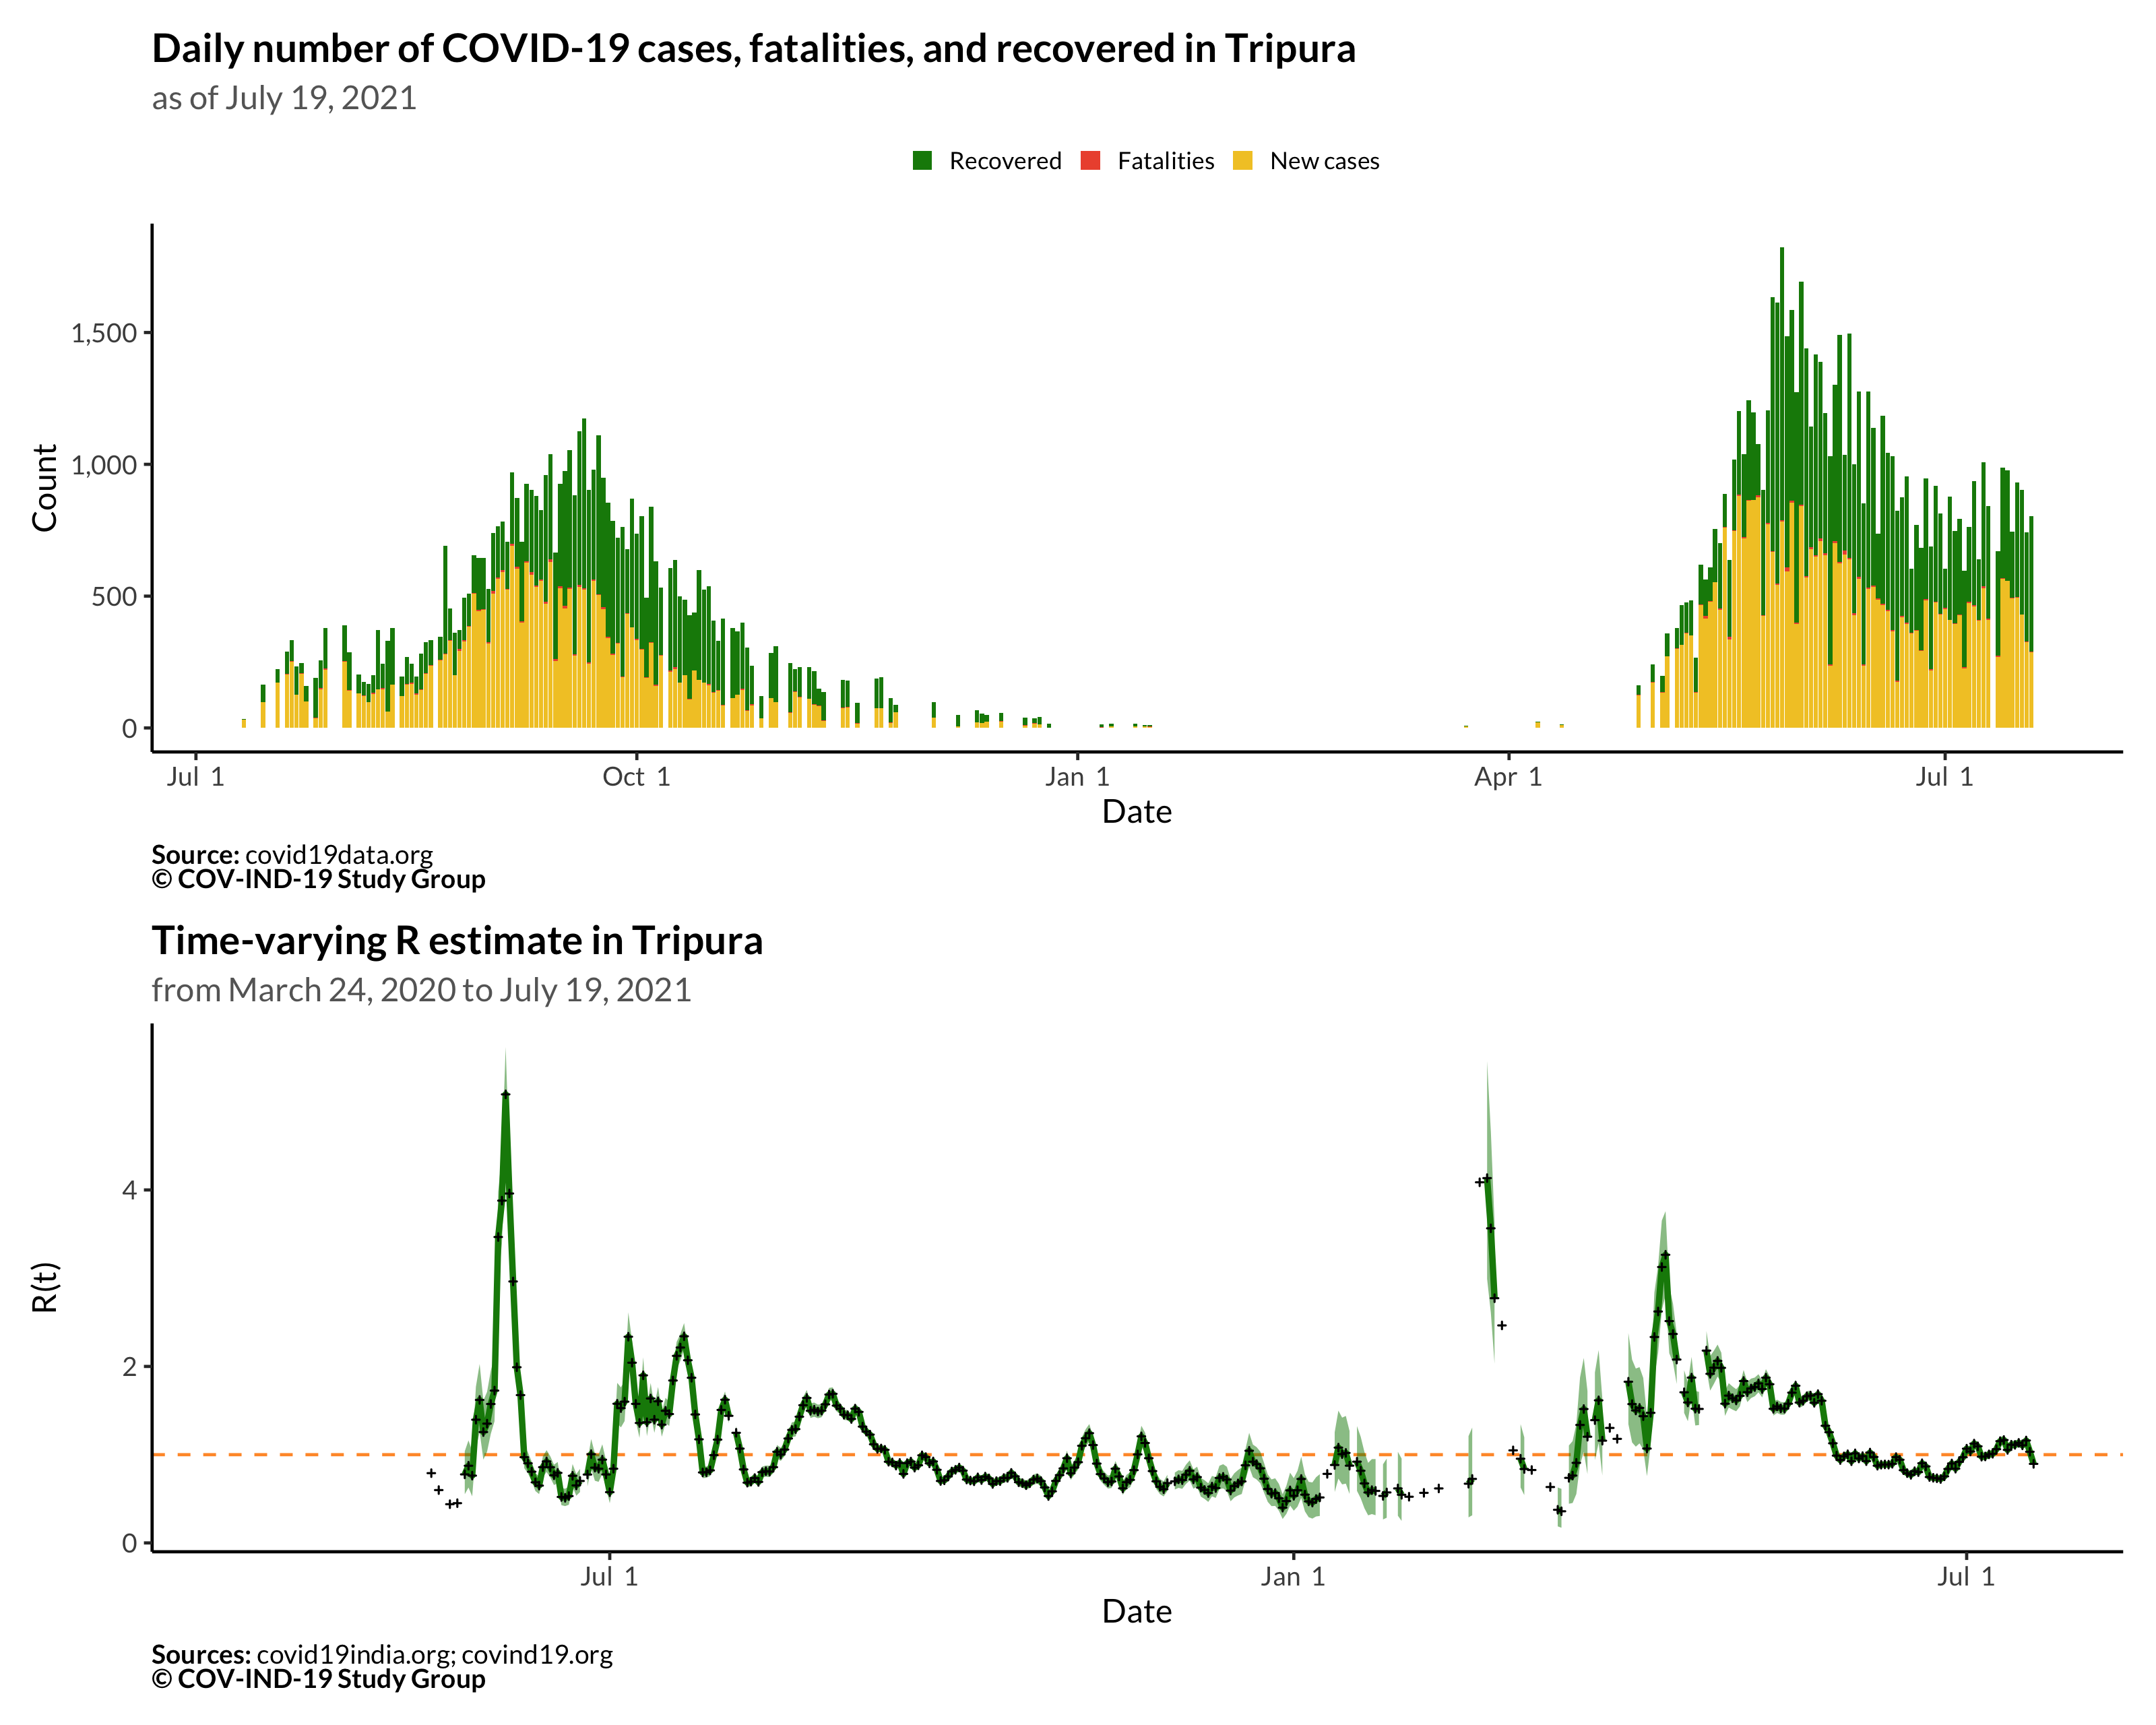 Daily number of COVID-19 cases, fatalities, and recovered in Tripura
as of July 19, 2021
Recovered Fatalities New cases
Count
1,500
1,000
500
0
Jul 1 Oct 1 Jan 1 Apr 1 Jul 1
Date
Source: covid19data.org
© COV-IND-19 Study Group
Time-varying R estimate in Tripura
from March 24, 2020 to July 19, 2021
R(t)
4
2
0
Jul 1 Jan 1 Jul 1
Date
Sources: covid19india.org; covind19.org
© COV-IND-19 Study Group